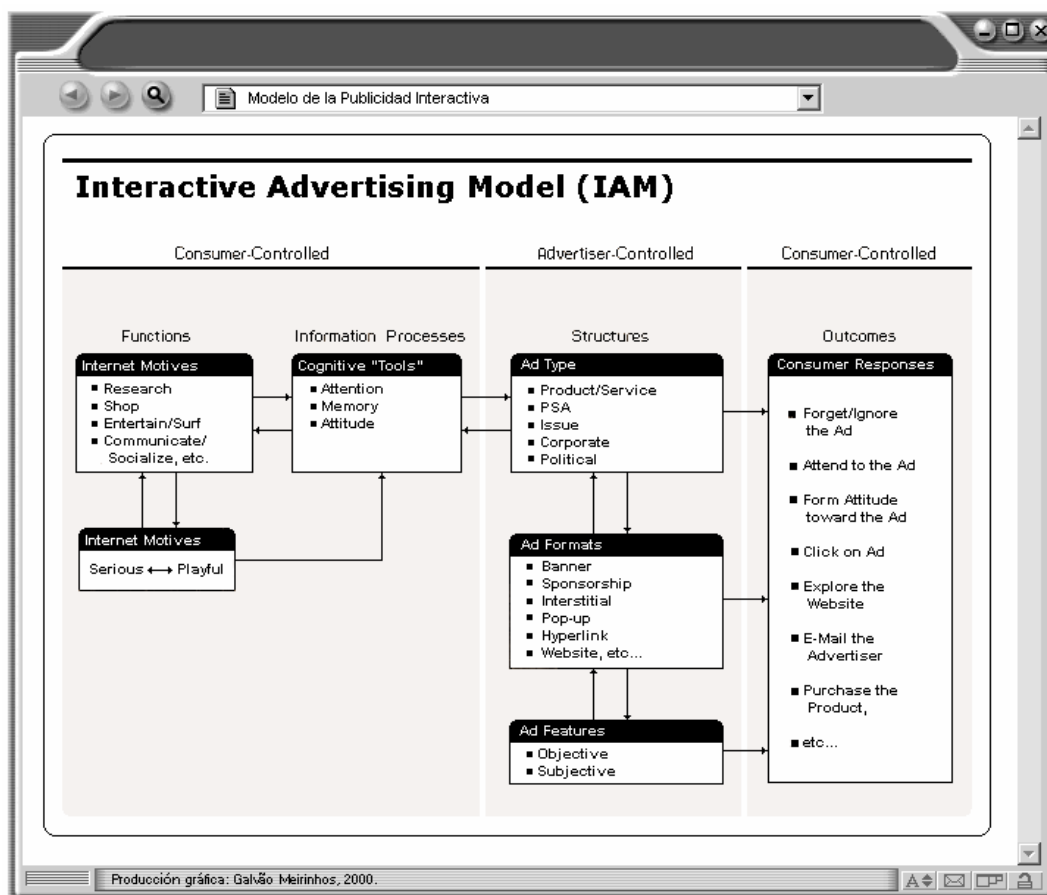 Modelo de la Publicidad Interactiva
Interactive Advertising Model (IAM)
Consumer-Controlled
Advertiser-Controlled
Consumer-Controlled
Functions
Information Processes
Structures
Outcomes
Internet Motives
▪ Research
▪ Shop
▪ Entertain/Surf
▪ Communicate/
Socialize, etc.
Cognitive "Tools"
▪ Attention
▪ Memory
▪ Attitude
Ad Type
▪ Product/Service
▪ PSA
▪ Issue
▪ Corporate
▪ Political
Consumer Responses
▪ Forget/Ignore
the Ad
▪ Attend to the Ad
▪ Form Attitude
toward the Ad
▪ Click on Ad
▪ Explore the
Website
▪ E-Mail the
Advertiser
▪ Purchase the
Product,
▪ etc...
Internet Motives
Serious ↔ Playful
Ad Formats
▪ Banner
▪ Sponsorship
▪ Interstitial
▪ Pop-up
▪ Hyperlink
▪ Website, etc...
Ad Features
▪ Objective
▪ Subjective
Producción gráfica: Galvão Meirinhos, 2000.
A